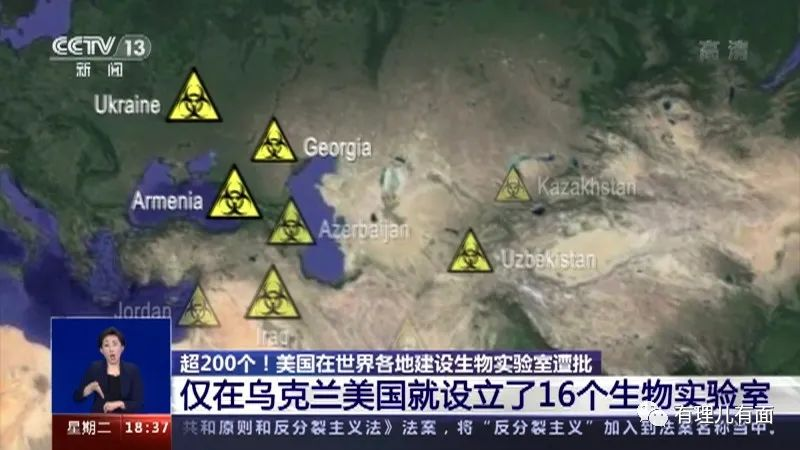 CCTV 13
新闻
高清
Ukraine
Georgia
Armenia
Kazakhstan
Azerbaijan
Uzbekistan
Jordan
Iraq
超200个！美国在世界各地建设生物实验室遭批
仅在乌克兰美国就设立了16个生物实验室
有理儿有面
星期二 18:37
共和原则和反分裂主义法》法案，将“反分裂主义”加入到法案名称当中。